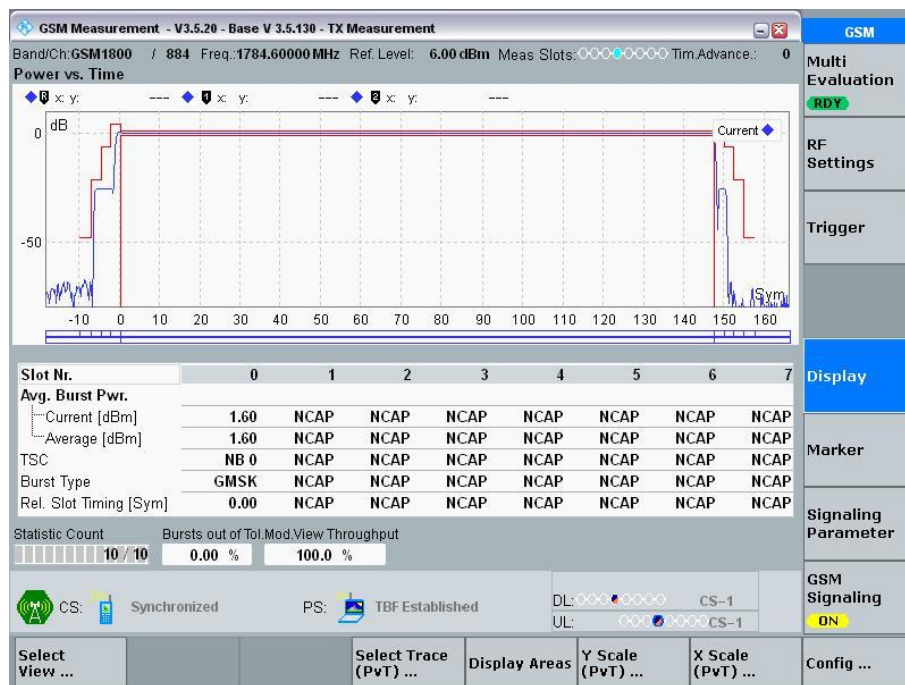 GSM Measurement - V3.5.20 - Base V 3.5.130 - TX Measurement
GSM
Band/Ch:GSM1800 / 884 Freq.:1784.60000 MHz Ref. Level: 6.00 dBm Meas Slots: Tim.Advance.: 0
Power vs. Time
R x: y: --- 1 x: y: --- 2 x: y: ---
dB
Current
0
-50
Sym
-10 0 10 20 30 40 50 60 70 80 90 100 110 120 130 140 150 160
Slot Nr. 0 1 2 3 4 5 6 7
Avg. Burst Pwr.
Current [dBm] 1.60 NCAP NCAP NCAP NCAP NCAP NCAP NCAP
Average [dBm] 1.60 NCAP NCAP NCAP NCAP NCAP NCAP NCAP
TSC NB 0 NCAP NCAP NCAP NCAP NCAP NCAP NCAP
Burst Type GMSK NCAP NCAP NCAP NCAP NCAP NCAP NCAP
Rel. Slot Timing [Sym] 0.00 NCAP NCAP NCAP NCAP NCAP NCAP NCAP
Statistic Count Bursts out of Tol. Mod.View Throughput
10 / 10 0.00 % 100.0 %
CS: Synchronized PS: TBF Established DL: CS-1
UL: CS-1
Multi
Evaluation
RDY
RF
Settings
Trigger
Display
Marker
Signaling
Parameter
GSM
Signaling
ON
Select
View ...
Select Trace
(PvT) ...
Display Areas
Y Scale
(PvT) ...
X Scale
(PvT) ...
Config ...